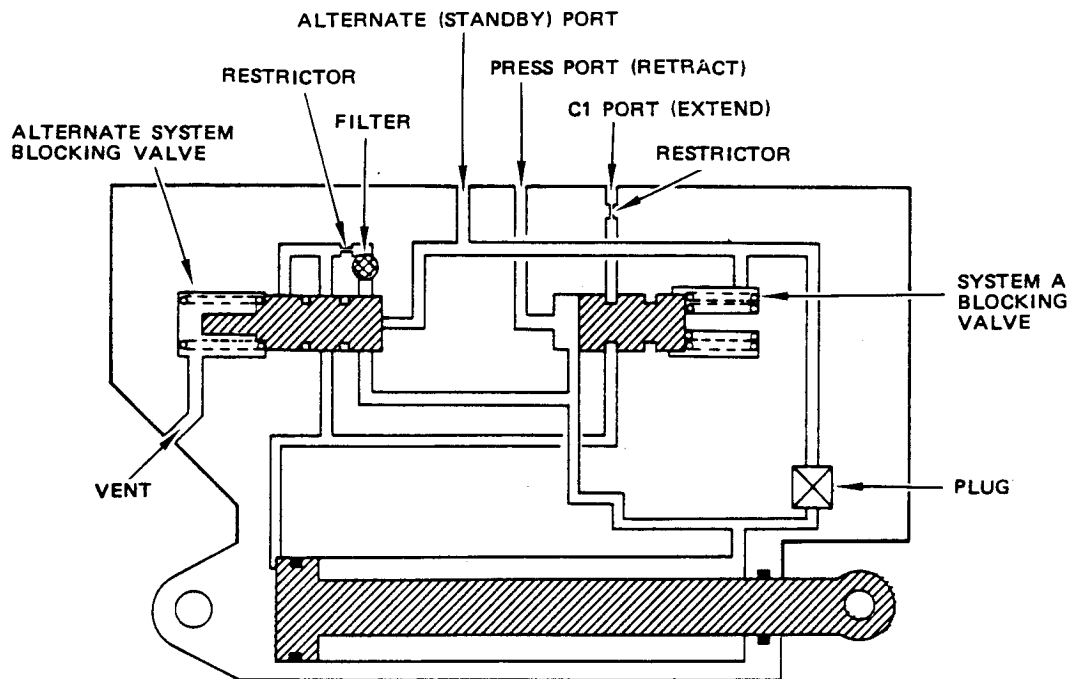 ALTERNATE (STANDBY) PORT
PRESS PORT (RETRACT)
RESTRICTOR
C1 PORT (EXTEND)
FILTER
ALTERNATE SYSTEM
BLOCKING VALVE
RESTRICTOR
SYSTEM A
BLOCKING
VALVE
VENT
PLUG